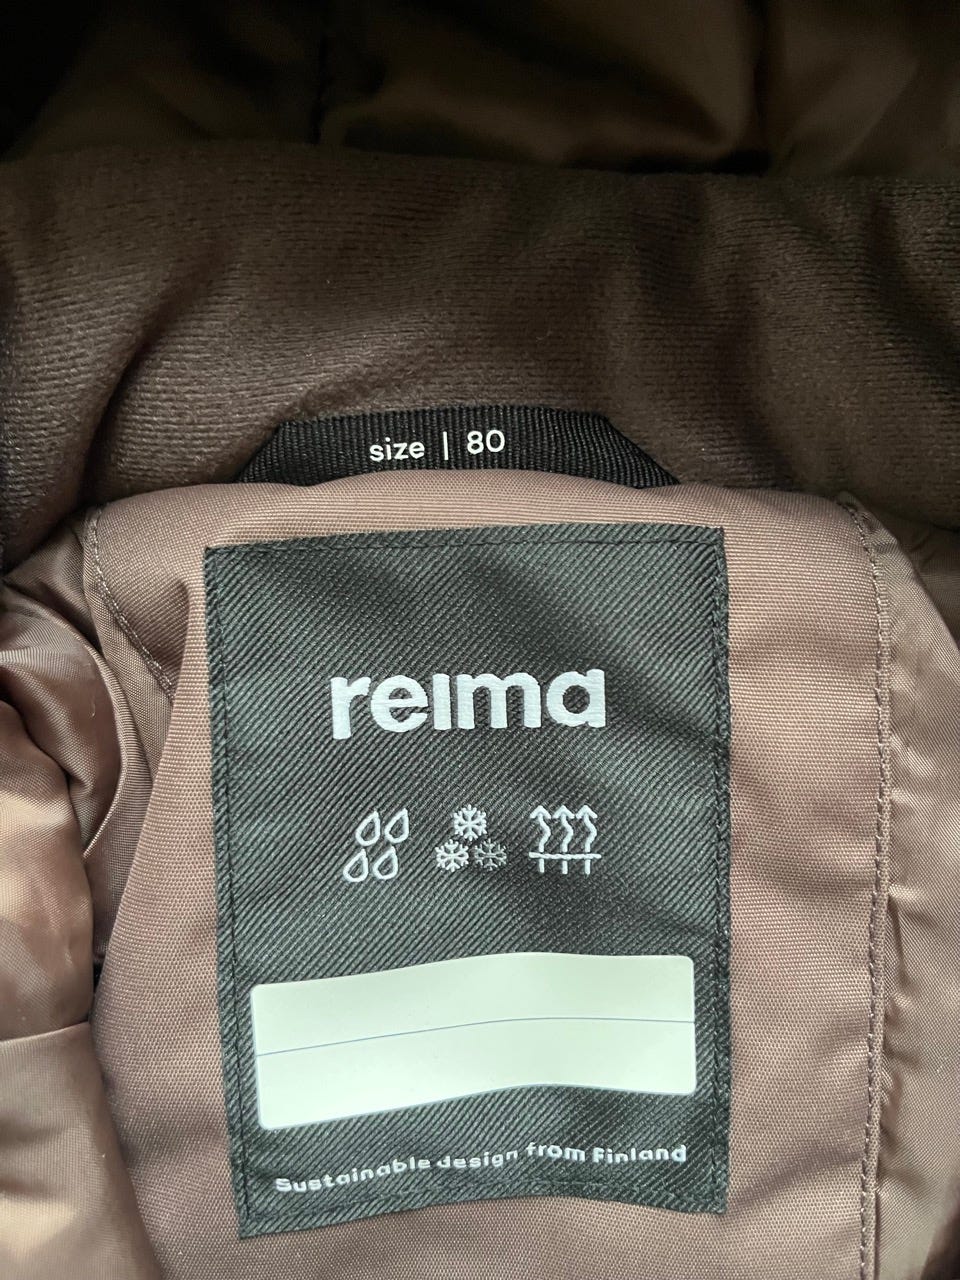 size | 80
reima
Sustainable design from Finland